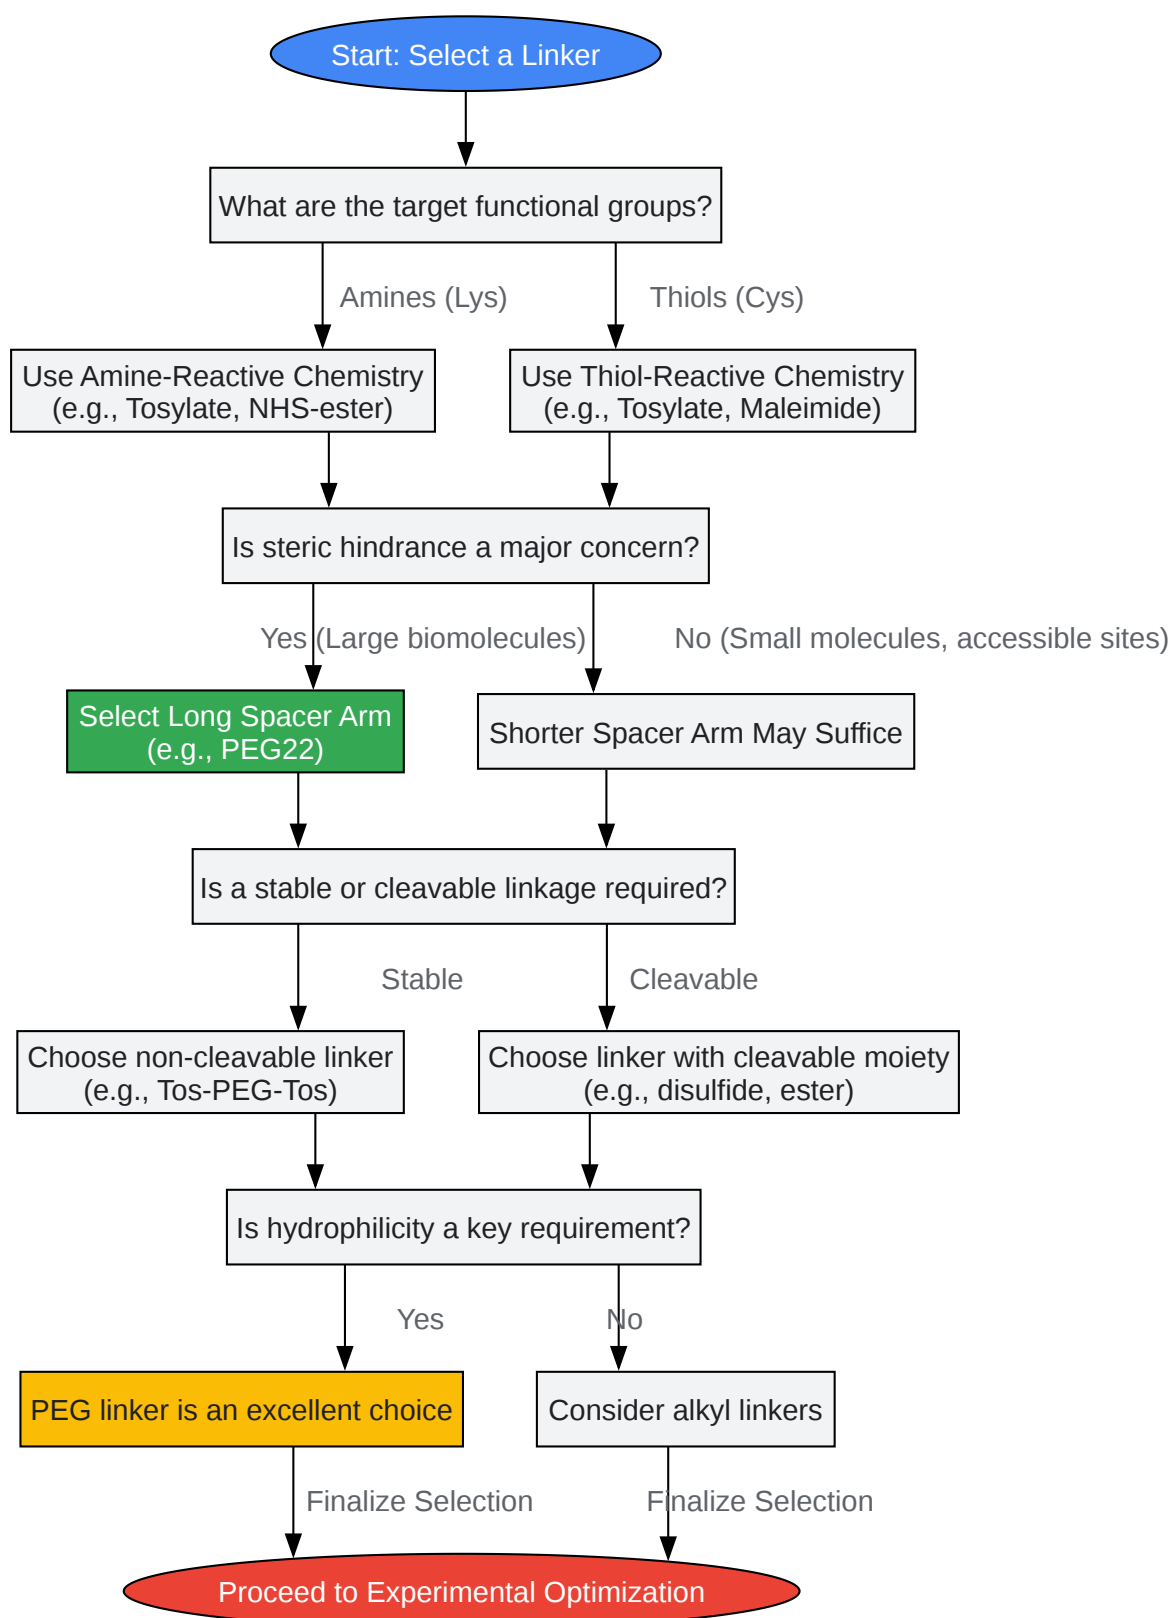 Start: Select a Linker
What are the target functional groups?
Amines (Lys)
Thiols (Cys)
Use Amine-Reactive Chemistry
(e.g., Tosylate, NHS-ester)
Use Thiol-Reactive Chemistry
(e.g., Tosylate, Maleimide)
Is steric hindrance a major concern?
Yes (Large biomolecules)
No (Small molecules, accessible sites)
Select Long Spacer Arm
(e.g., PEG22)
Shorter Spacer Arm May Suffice
Is a stable or cleavable linkage required?
Stable
Cleavable
Choose non-cleavable linker
(e.g., Tos-PEG-Tos)
Choose linker with cleavable moiety
(e.g., disulfide, ester)
Is hydrophilicity a key requirement?
Yes
No
PEG linker is an excellent choice
Consider alkyl linkers
Finalize Selection
Finalize Selection
Proceed to Experimental Optimization